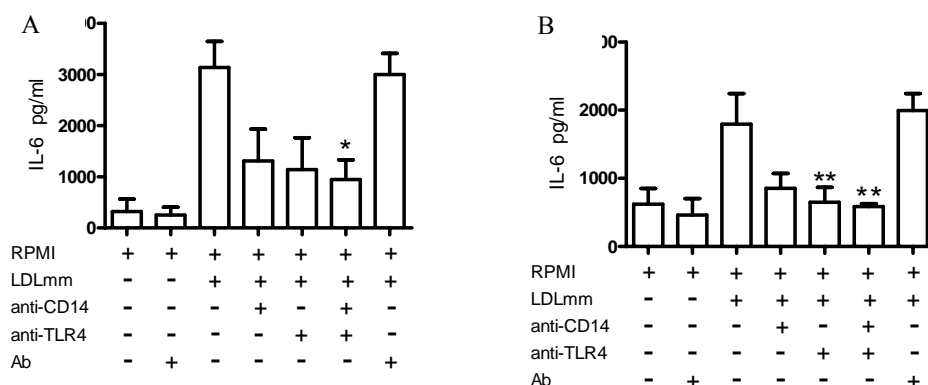 A
IL-6 pg/ml
3000
2000
1000
0
*
RPMI + + + + + + +
LDLmm - - + + + + +
anti-CD14 - - - + - + -
anti-TLR4 - - - - + + -
Ab - + - - - - +
B
IL-6 pg/ml
2000
1000
0
** **
RPMI + + + + + + +
LDLmm - - + + + + +
anti-CD14 - - - + - + -
anti-TLR4 - - - - + + -
Ab - + - - - - +